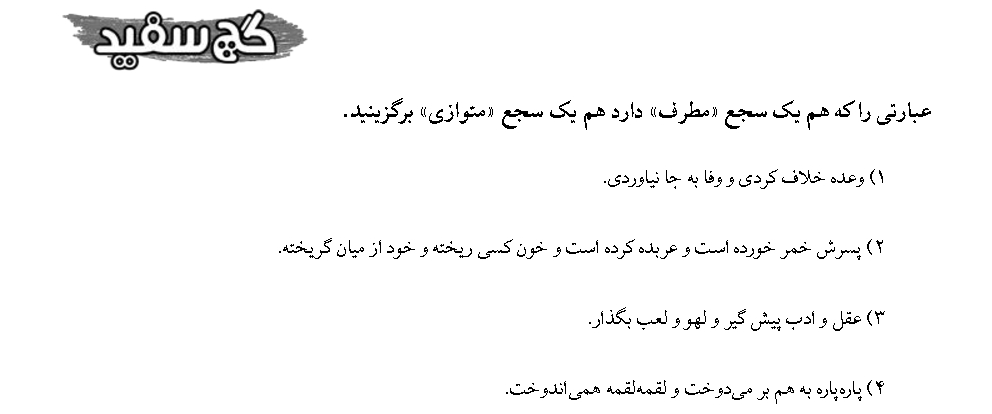 گچ سفید
عبارتی را که هم یک سجع «مطرف» دارد هم یک سجع «متوازی» برگزینید.
۱) وعده خلاف کردی و وفا به جا نیاوردی.
۲) پسرش خمر خورده است و عربده کرده است و خون کسی ریخته و خود از میان گریخته.
۳) عقل و ادب پیش گیر و لهو و لعب بگذار.
۴) پاره‌پاره به هم بر می‌دوخت و لقمه‌لقمه همی‌اندوخت.